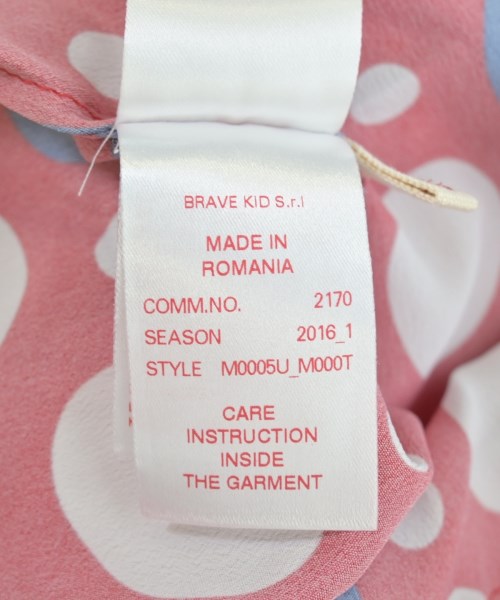 BRAVE KID S.r.l
MADE IN
ROMANIA
COMM.NO. 2170
SEASON 2016_1
STYLE M0005U_M000T
CARE
INSTRUCTION
INSIDE
THE GARMENT